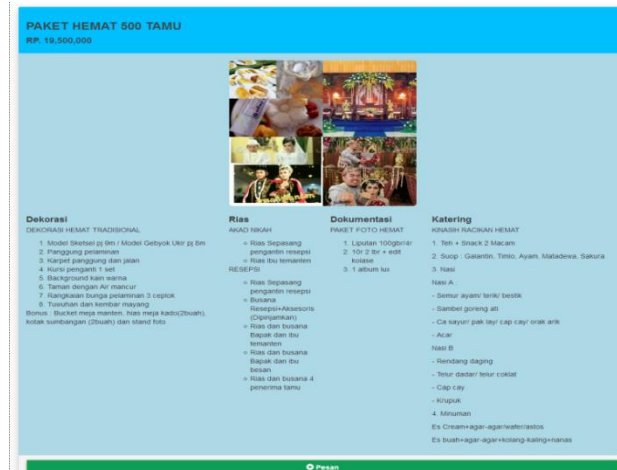 PAKET HEMAT 500 TAMU
RP. 19,500,000
Dekorasi
DEKORASI HEMAT TRADISIONAL
1. Model Sketsel pj 9m / Model Gebyok Ukir pj 6m
2. Panggung pelaminan
3. Karpet panggung dan jalan
4. Kursi penganti 1 set
5. Background kain warna
6. Taman dengan Air mancur
7. Rangkaian bunga pelaminan 3 ceplok
8. Tuwuhan dan kembar mayang
Bonus : Bucket meja manten, hias meja kado(2buah),
kotak sumbangan (2buah) dan stand foto.
Rias
AKAD NIKAH
Rias Sepasang
pengantin resepsi
Rias Ibu temanten
RESEPSI
Rias Sepasang
pengantin resepsi
Busana
Resepsi+Aksesoris
(Dipinjamkan)
Rias dan busana
Bapak dan Ibu
temanten
Rias dan busana
Bapak dan Ibu
besan
Rias dan busana 4
penerima tamu
Dokumentasi
PAKET FOTO HEMAT
1. Liputan 100gbr/4r
2. 10r 2 lbr + edit
kolase
3. 1 album lux
Katering
KINASIH RACIKAN HEMAT
1. Teh + Snack 2 Macam
2. Suop : Galantin, Timlo, Ayam, Matadewa, Sakura
3. Nasi
Nasi A :
- Semur ayam/ terik/ bestik
- Sambel goreng ati
- Ca sayur/ pak lay/ cap cay/ orak arik
- Acar
Nasi B
- Rendang daging
- Telur dadar/ telur coklat
- Cap cay
- Krupuk
4. Minuman
Es Cream+agar-agar/wafer/astos
Es buah+agar-agar+kolang-kaling+nanas
Pesan